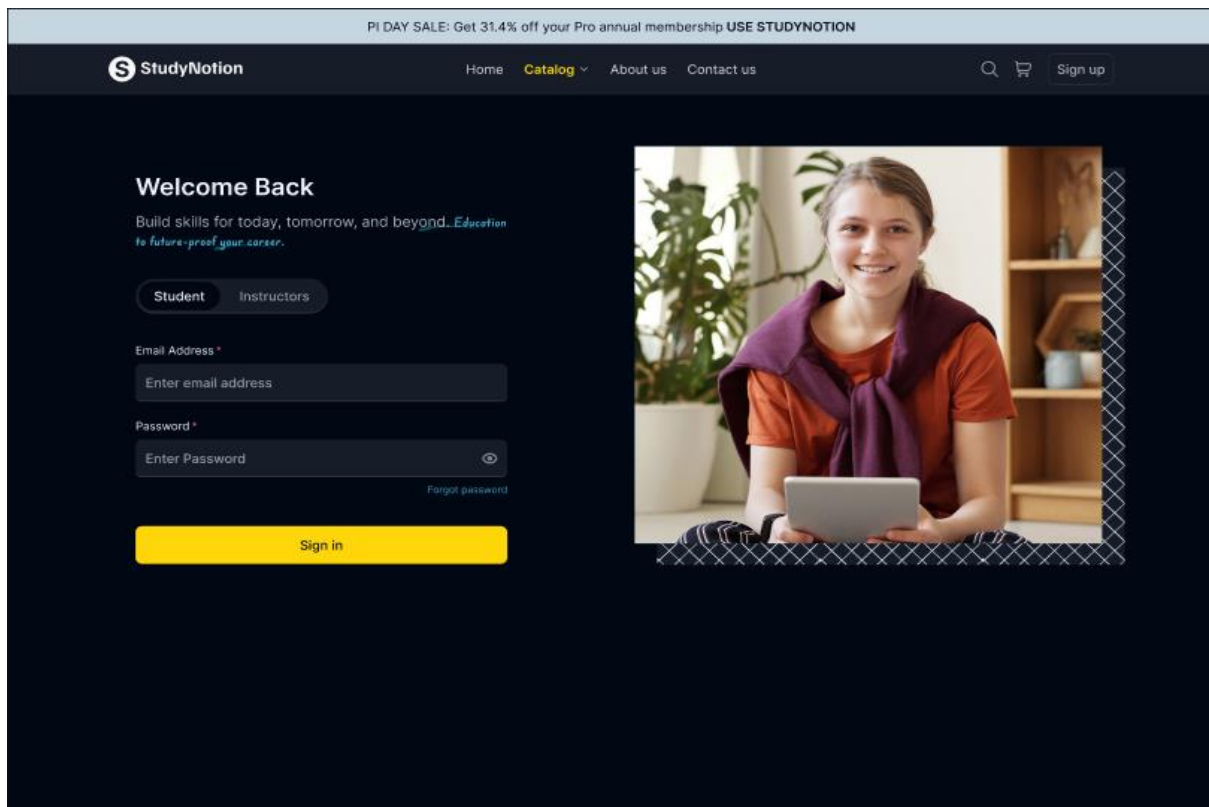 PI DAY SALE: Get 31.4% off your Pro annual membership USE STUDYNOTION
S StudyNotion Home Catalog About us Contact us Sign up
Welcome Back
Build skills for today, tomorrow, and beyond. Education
to future-proof your career.
Student Instructors
Email Address *
Enter email address
Password *
Enter Password
Forgot password
Sign in